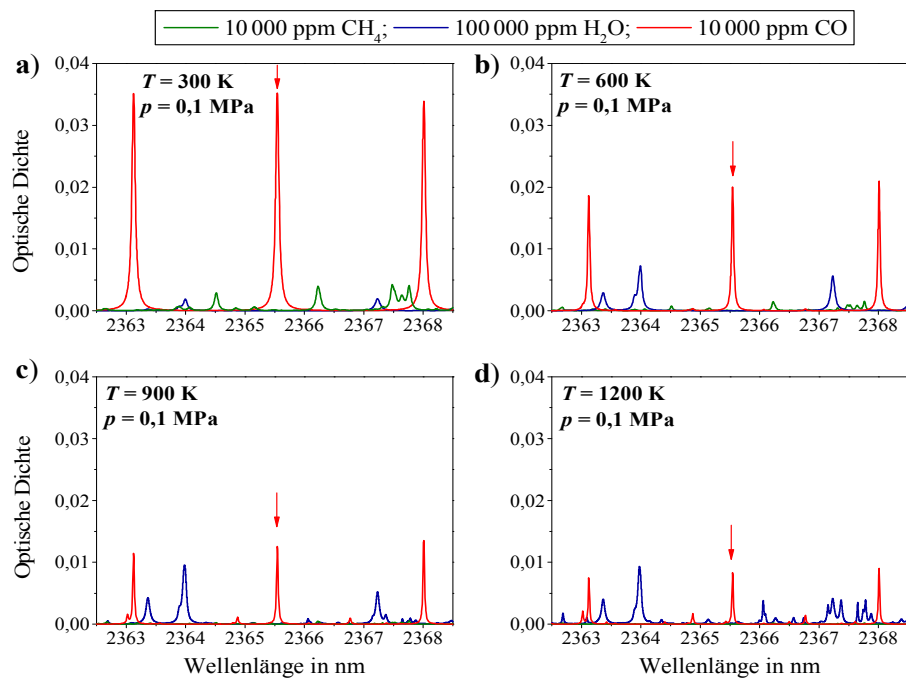 10 000 ppm CH4; 100 000 ppm H2O; 10 000 ppm CO
a)
T = 300 K
p = 0,1 MPa
0,04
0,03
0,02
0,01
0,00
2363 2364 2365 2366 2367 2368
Optische Dichte
b)
T = 600 K
p = 0,1 MPa
0,04
0,03
0,02
0,01
0,00
2363 2364 2365 2366 2367 2368
c)
T = 900 K
p = 0,1 MPa
0,04
0,03
0,02
0,01
0,00
2363 2364 2365 2366 2367 2368
Optische Dichte
Wellenlänge in nm
d)
T = 1200 K
p = 0,1 MPa
0,04
0,03
0,02
0,01
0,00
2363 2364 2365 2366 2367 2368
Wellenlänge in nm